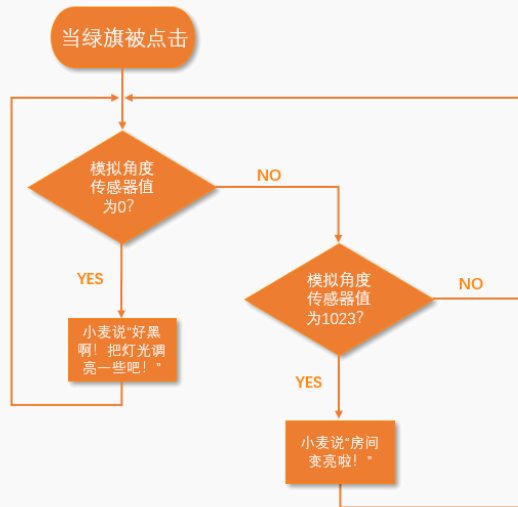 当绿旗被点击
模拟角度
传感器值
为0？
NO
YES
模拟角度
传感器值
为1023？
NO
小麦说“好黑
啊！把灯光调
亮一些吧！”
YES
小麦说“房间
变亮啦！”